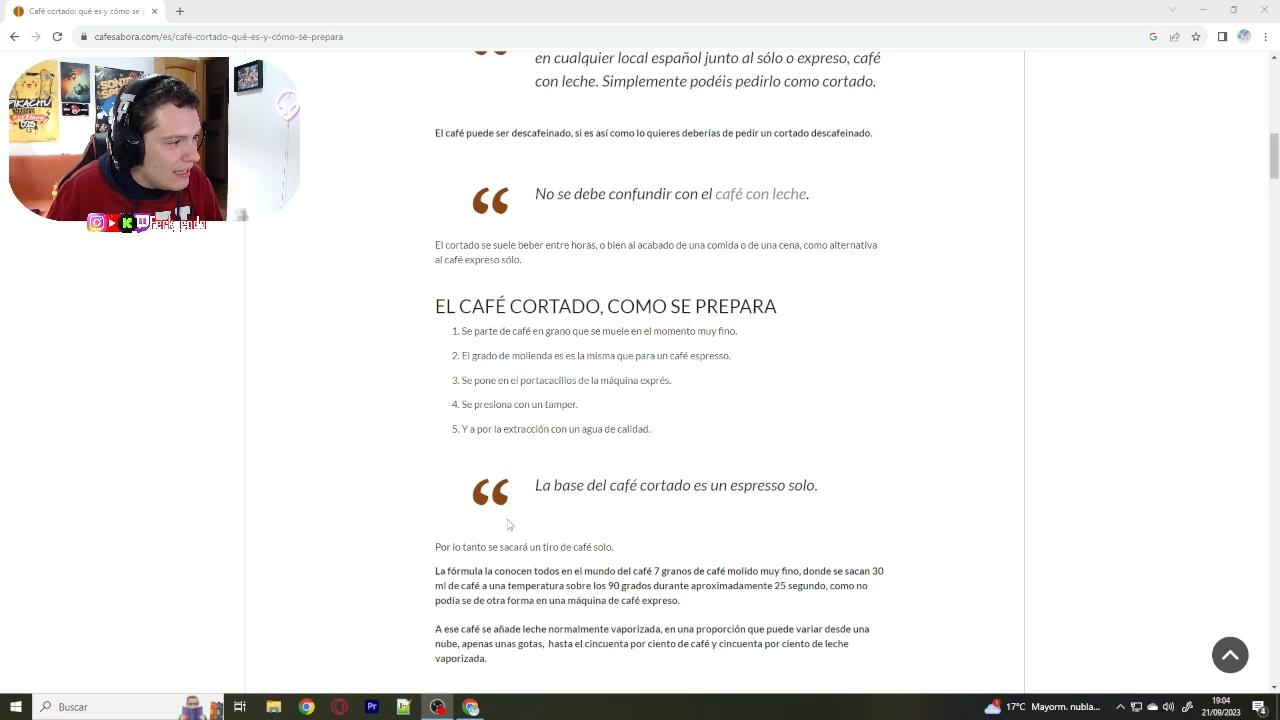 Café cortado: qué es y cómo se p
cafesabora.com/es/café-cortado-qué-es-y-cómo-se-prepara
PIKACHU
en cualquier local español junto al sólo o expreso, café
con leche. Simplemente podéis pedirlo como cortado.
El café puede ser descafeinado, si es así como lo quieres deberías de pedir un cortado descafeinado.
No se debe confundir con el café con leche.
El cortado se suele beber entre horas, o bien al acabado de una comida o de una cena, como alternativa
al café expreso sólo.
EL CAFÉ CORTADO, COMO SE PREPARA
1. Se parte de café en grano que se muele en el momento muy fino.
2. El grado de molienda es es la misma que para un café espresso.
3. Se pone en el portacacillos de la máquina exprés.
4. Se presiona con un tamper.
5. Y a por la extracción con un agua de calidad.
La base del café cortado es un espresso solo.
Por lo tanto se sacará un tiro de café solo.
La fórmula la conocen todos en el mundo del café 7 granos de café molido muy fino, donde se sacan 30
ml de café a una temperatura sobre los 90 grados durante aproximadamente 25 segundo, como no
podía se de otra forma en una máquina de café expreso.
A ese café se añade leche normalmente vaporizada, en una proporción que puede variar desde una
nube, apenas unas gotas, hasta el cincuenta por ciento de café y cincuenta por ciento de leche
vaporizada.
Buscar
Pr
17°C Mayorm. nubla...
19:04
21/09/2023
4